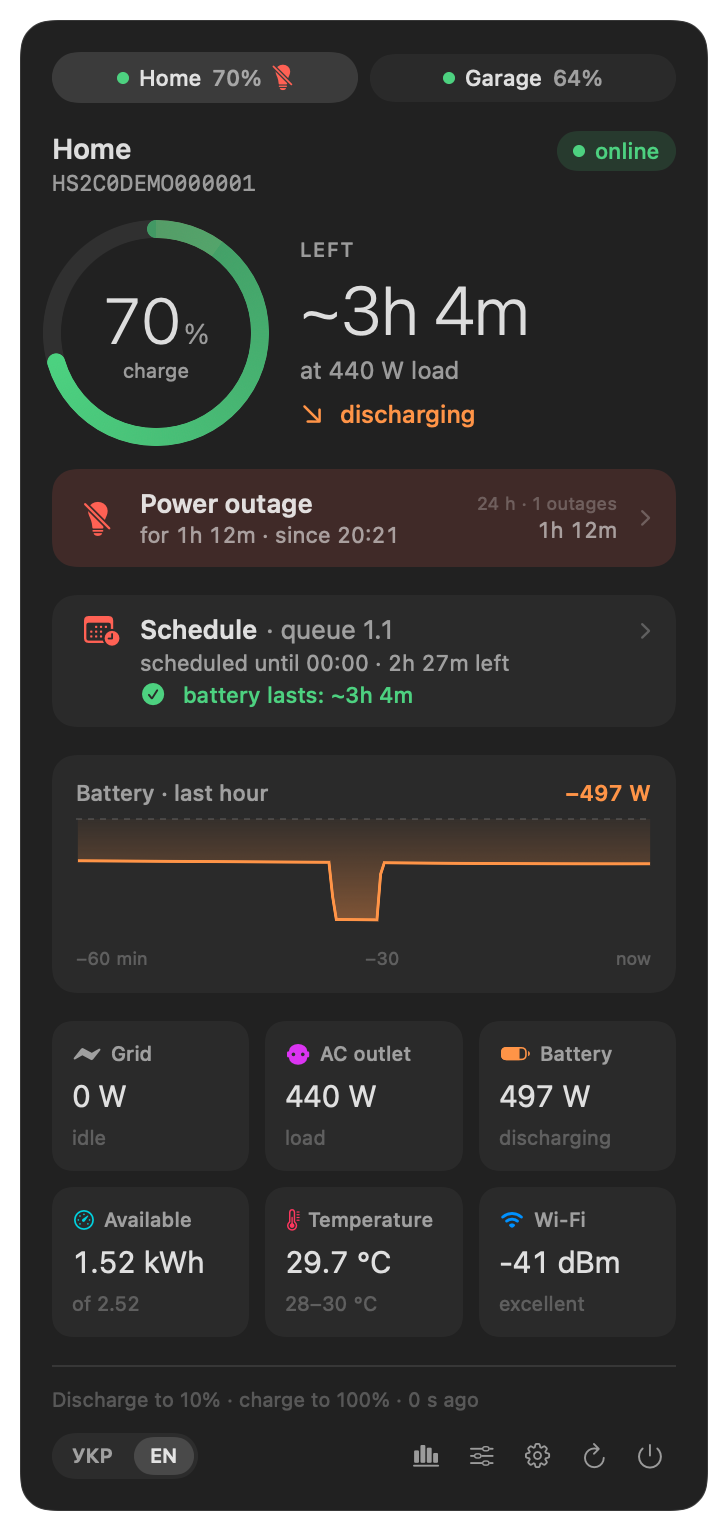 Home 70%
Garage 64%
Home
online
HS2C0DEMO000001
70%
charge
LEFT
~3h 4m
at 440 W load
discharging
Power outage
for 1h 12m · since 20:21
24 h · 1 outages
1h 12m
Schedule · queue 1.1
scheduled until 00:00 · 2h 27m left
battery lasts: ~3h 4m
Battery · last hour
−497 W
−60 min
−30
now
Grid
0 W
idle
AC outlet
440 W
load
Battery
497 W
discharging
Available
1.52 kWh
of 2.52
Temperature
29.7 °C
28–30 °C
Wi-Fi
-41 dBm
excellent
Discharge to 10% · charge to 100% · 0 s ago
УКР EN